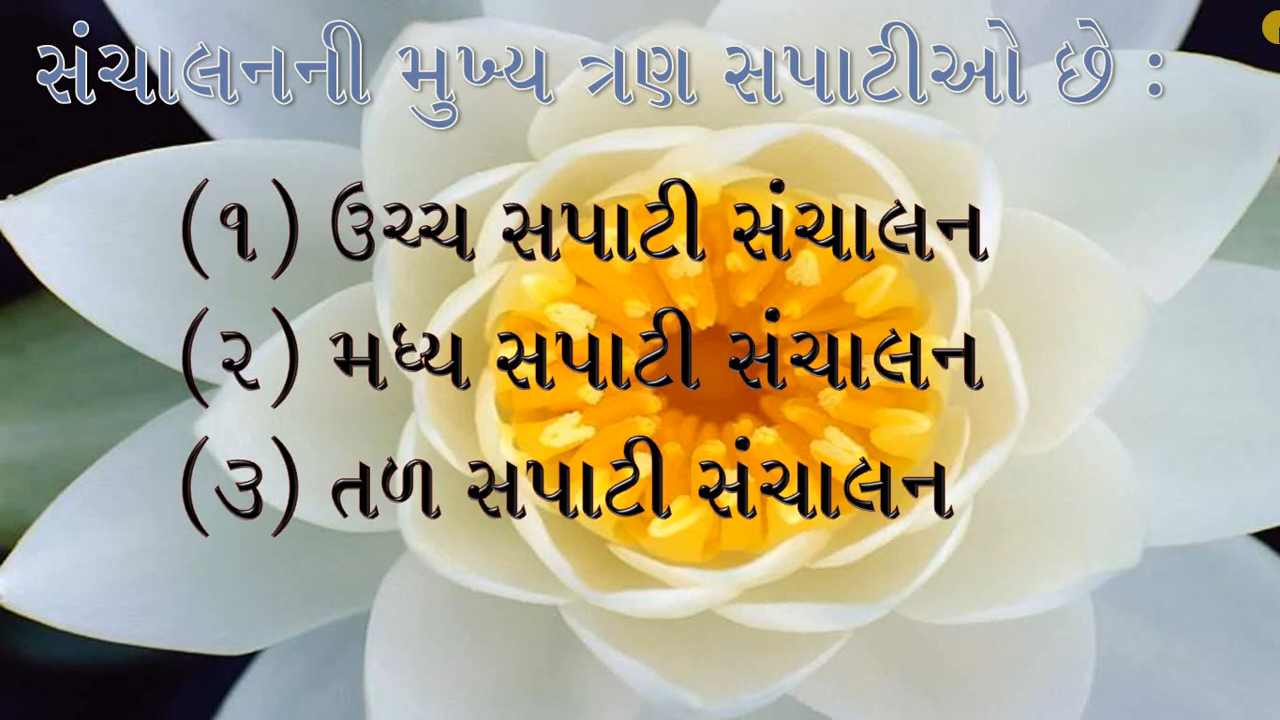 સંચાલનની મુખ્ય ત્રણ સપાટીઓ છે :
(૧) ઉચ્ચ સપાટી સંચાલન
(૨) મધ્ય સપાટી સંચાલન
(૩) તળ સપાટી સંચાલન